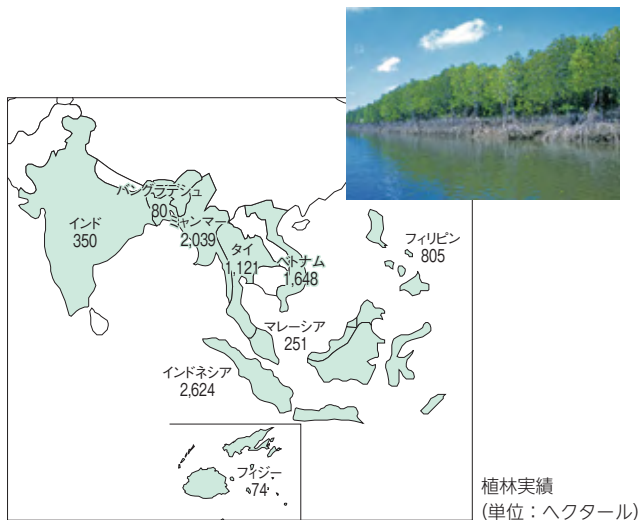 バングラデシュ
80
インド
350
ミャンマー
2,039
タイ
1,121
ベトナム
1,648
フィリピン
805
マレーシア
251
インドネシア
2,624
フィジー
74
植林実績
(単位：ヘクタール)